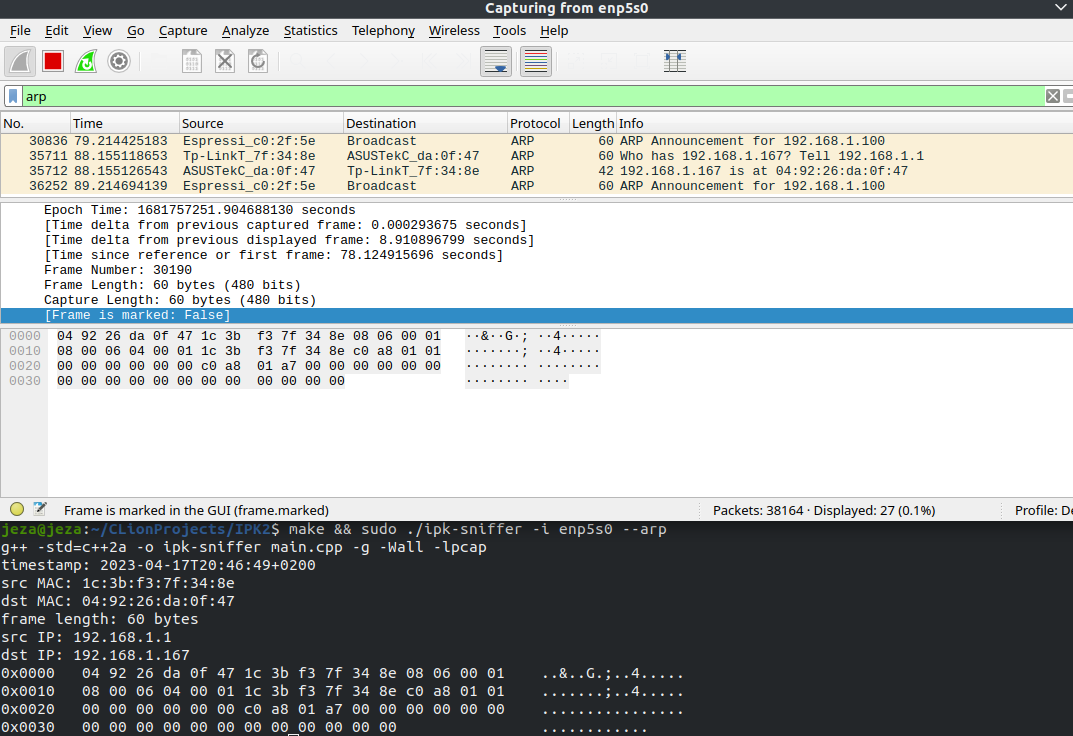 Capturing from enp5s0
File Edit View Go Capture Analyze Statistics Telephony Wireless Tools Help
arp
No. Time Source Destination Protocol Length Info
30836 79.214425183 Espressi_c0:2f:5e Broadcast ARP 60 ARP Announcement for 192.168.1.100
35711 88.155118653 Tp-LinkT_7f:34:8e ASUSTekC_da:0f:47 ARP 60 Who has 192.168.1.167? Tell 192.168.1.1
35712 88.155126543 ASUSTekC_da:0f:47 Tp-LinkT_7f:34:8e ARP 42 192.168.1.167 is at 04:92:26:da:0f:47
36252 89.214694139 Espressi_c0:2f:5e Broadcast ARP 60 ARP Announcement for 192.168.1.100
Epoch Time: 1681757251.904688130 seconds
[Time delta from previous captured frame: 0.000293675 seconds]
[Time delta from previous displayed frame: 8.910896799 seconds]
[Time since reference or first frame: 78.124915696 seconds]
Frame Number: 30190
Frame Length: 60 bytes (480 bits)
Capture Length: 60 bytes (480 bits)
[Frame is marked: False]
0000 04 92 26 da 0f 47 1c 3b f3 7f 34 8e 08 06 00 01 ··&··G·; ··4·····
0010 08 00 06 04 00 01 1c 3b f3 7f 34 8e c0 a8 01 01 ·······; ··4·····
0020 00 00 00 00 00 00 c0 a8 01 a7 00 00 00 00 00 00 ········ ········
0030 00 00 00 00 00 00 00 00 00 00 00 00 ········ ····
Frame is marked in the GUI (frame.marked) Packets: 38164 · Displayed: 27 (0.1%) Profile: De
jeza@jeza:~/CLionProjects/IPK2$ make && sudo ./ipk-sniffer -i enp5s0 --arp
g++ -std=c++2a -o ipk-sniffer main.cpp -g -Wall -lpcap
timestamp: 2023-04-17T20:46:49+0200
src MAC: 1c:3b:f3:7f:34:8e
dst MAC: 04:92:26:da:0f:47
frame length: 60 bytes
src IP: 192.168.1.1
dst IP: 192.168.1.167
0x0000 04 92 26 da 0f 47 1c 3b f3 7f 34 8e 08 06 00 01 ..&..G.;..4.....
0x0010 08 00 06 04 00 01 1c 3b f3 7f 34 8e c0 a8 01 01 .......;..4.....
0x0020 00 00 00 00 00 00 c0 a8 01 a7 00 00 00 00 00 00 ................
0x0030 00 00 00 00 00 00 00 00 00 00 00 00 ............